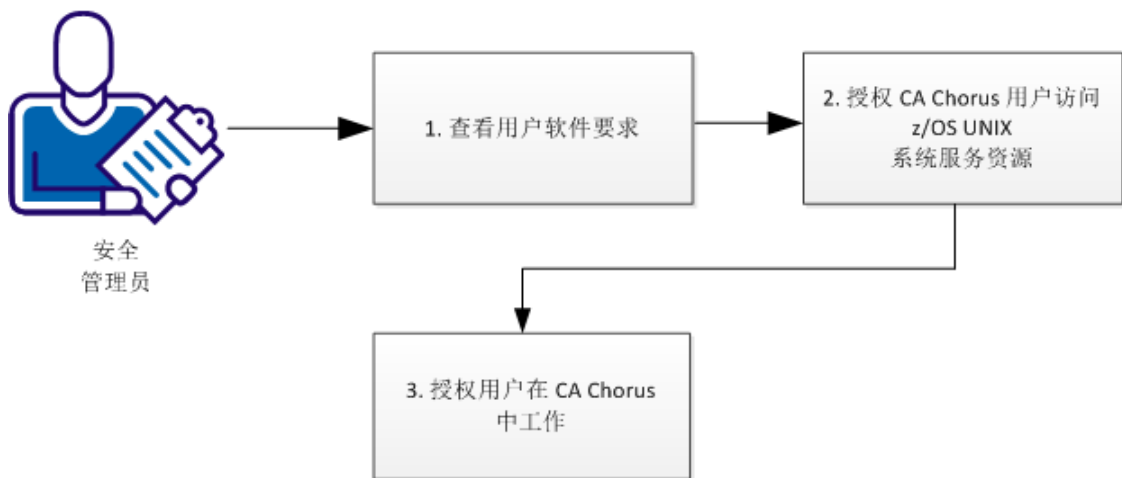 安全
管理员
1. 查看用户软件要求
2. 授权 CA Chorus 用户访问
z/OS UNIX
系统服务资源
3. 授权用户在 CA Chorus
中工作